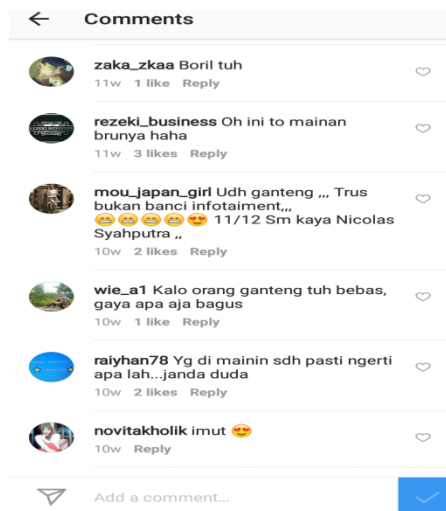 Comments
zaka_zkaa Boril tuh
11w 1 like Reply
rezeki_business Oh ini to mainan
brunya haha
11w 3 likes Reply
mou_japan_girl Udh ganteng ,,, Trus
bukan banci infotaiment,,,
😁😁😁😁😍 11/12 Sm kaya Nicolas
Syahputra ,,
10w 2 likes Reply
wie_a1 Kalo orang ganteng tuh bebas,
gaya apa aja bagus
10w 1 like Reply
raiyhan78 Yg di mainin sdh pasti ngerti
apa lah...janda duda
10w 2 likes Reply
novitakholik imut 😍
10w Reply
Add a comment...